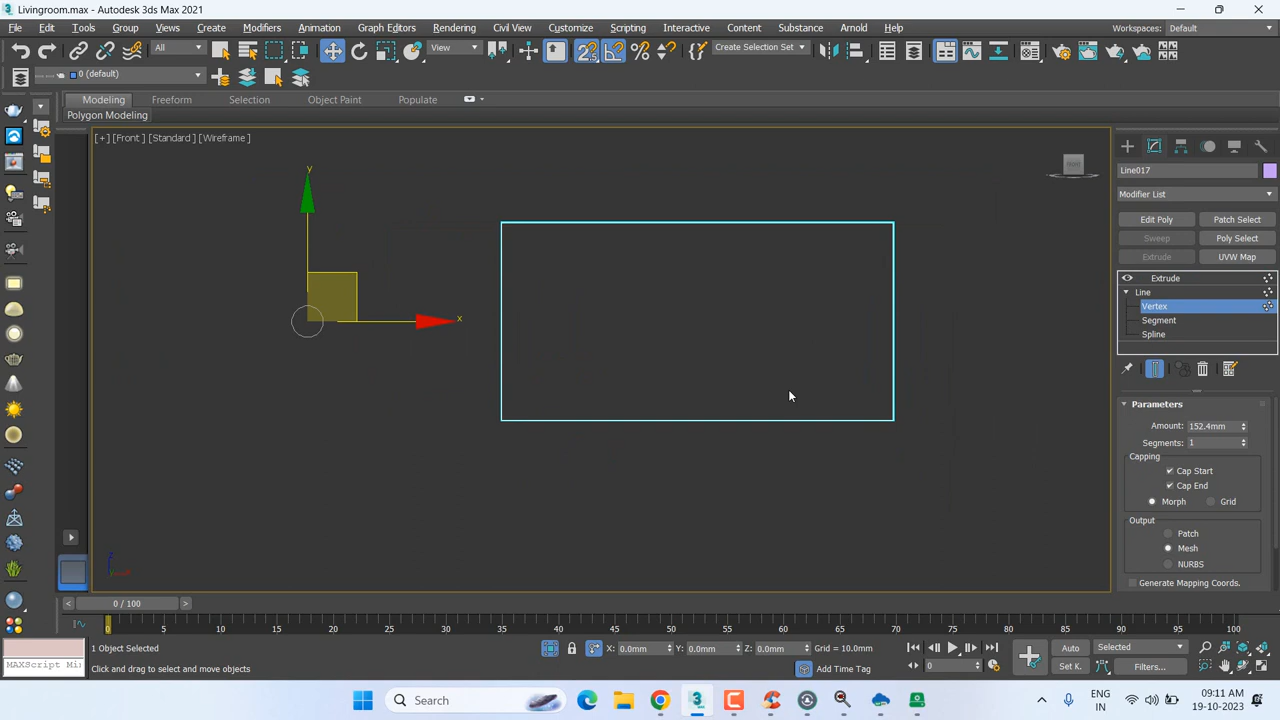 Livingroom.max - Autodesk 3ds Max 2021
File Edit Tools Group Views Create Modifiers Animation Graph Editors Rendering Civil View Customize Scripting Interactive Content Substance Arnold Help Workspaces: Default
All View Create Selection Set
0 (default)
Modeling Freeform Selection Object Paint Populate
Polygon Modeling
[+] [Front] [Standard] [Wireframe]
y
x
Line017
Modifier List
Edit Poly Patch Select
Sweep Poly Select
Extrude UVW Map
Extrude
Line
Vertex
Segment
Spline
Parameters
Amount: 152.4mm
Segments: 1
Capping
Cap Start
Cap End
Morph Grid
Output
Patch
Mesh
NURBS
Generate Mapping Coords.
< 0 / 100 >
0 5 10 15 20 25 30 35 40 45 50 55 60 65 70 75 80 85 90 95 100
1 Object Selected X: 0.0mm Y: 0.0mm Z: 0.0mm Grid = 10.0mm Auto Selected
MAXScript Mi Click and drag to select and move objects Add Time Tag 0 Set K. Filters...
Search
ENG
IN
09:11 AM
19-10-2023